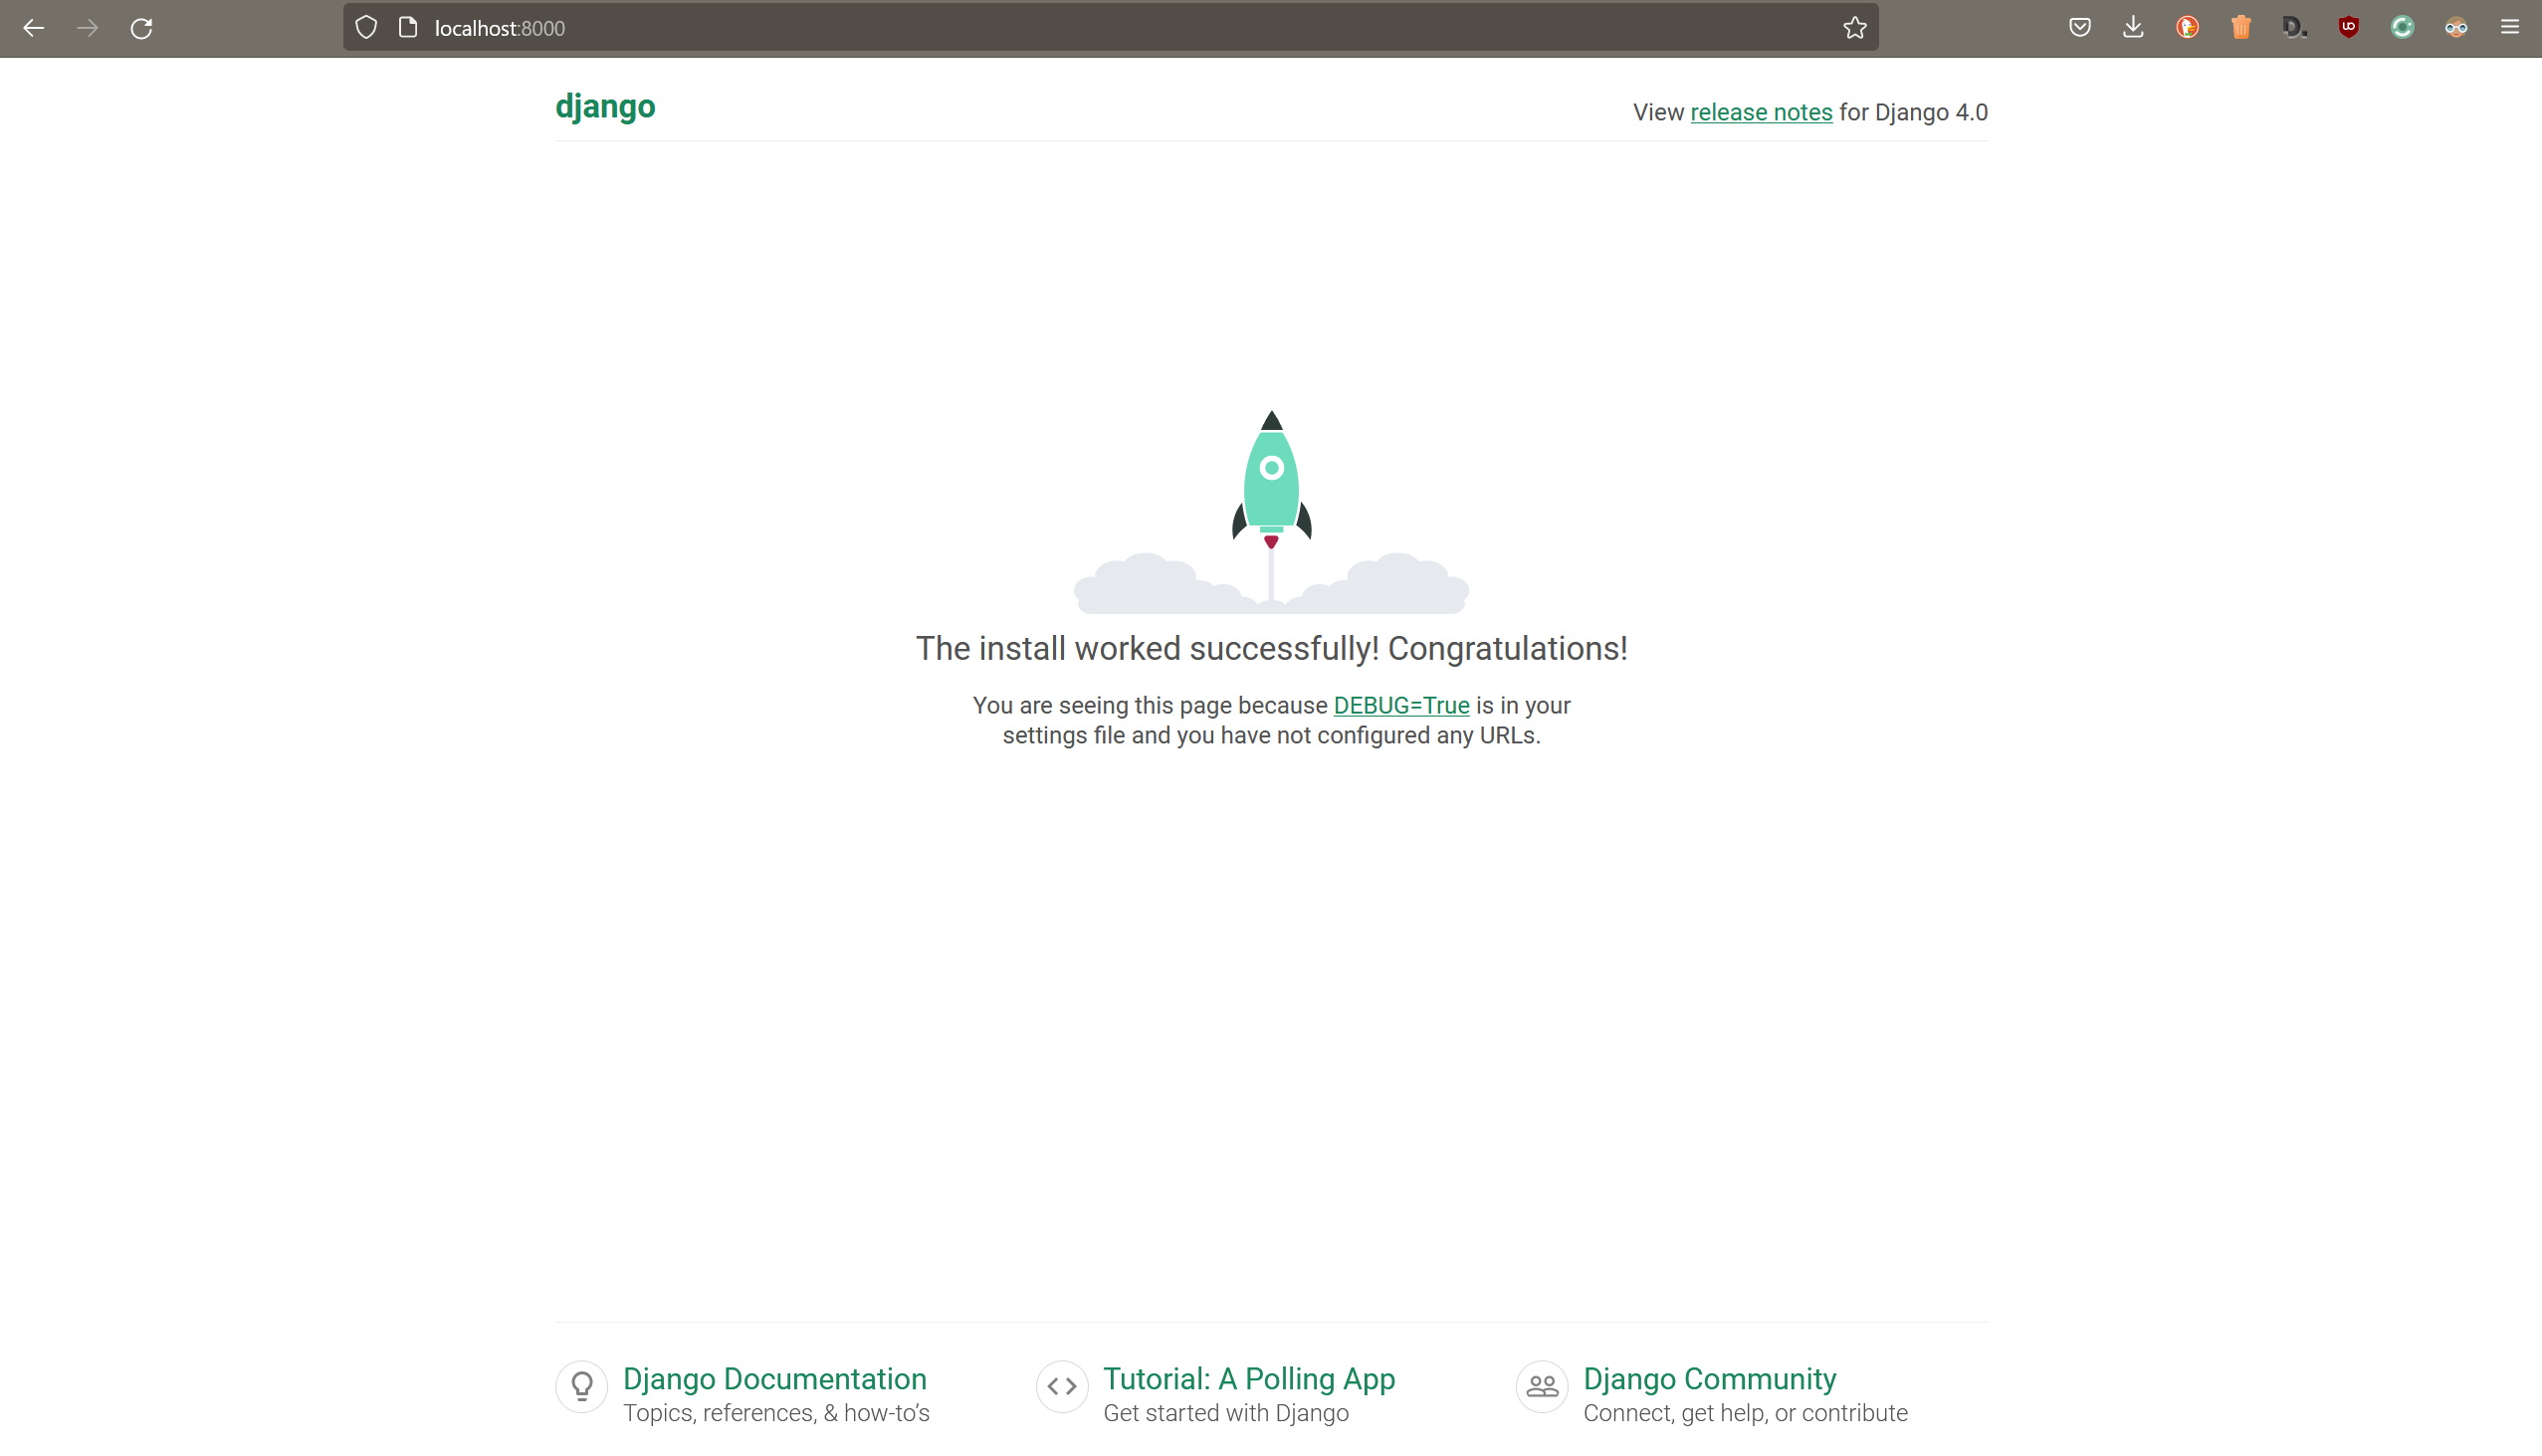 localhost:8000
django
View release notes for Django 4.0
The install worked successfully! Congratulations!
You are seeing this page because DEBUG=True is in your
settings file and you have not configured any URLs.
Django Documentation
Topics, references, & how-to’s
Tutorial: A Polling App
Get started with Django
Django Community
Connect, get help, or contribute